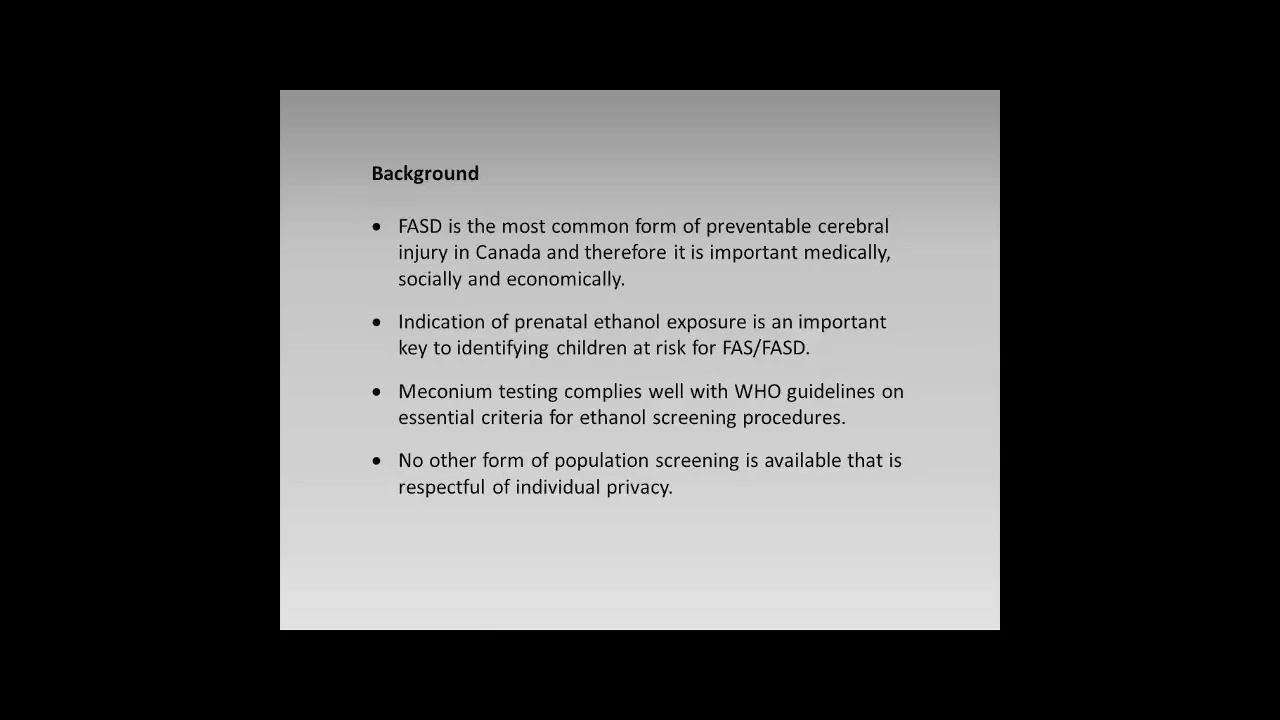 Background
• FASD is the most common form of preventable cerebral
injury in Canada and therefore it is important medically,
socially and economically.
• Indication of prenatal ethanol exposure is an important
key to identifying children at risk for FAS/FASD.
• Meconium testing complies well with WHO guidelines on
essential criteria for ethanol screening procedures.
• No other form of population screening is available that is
respectful of individual privacy.